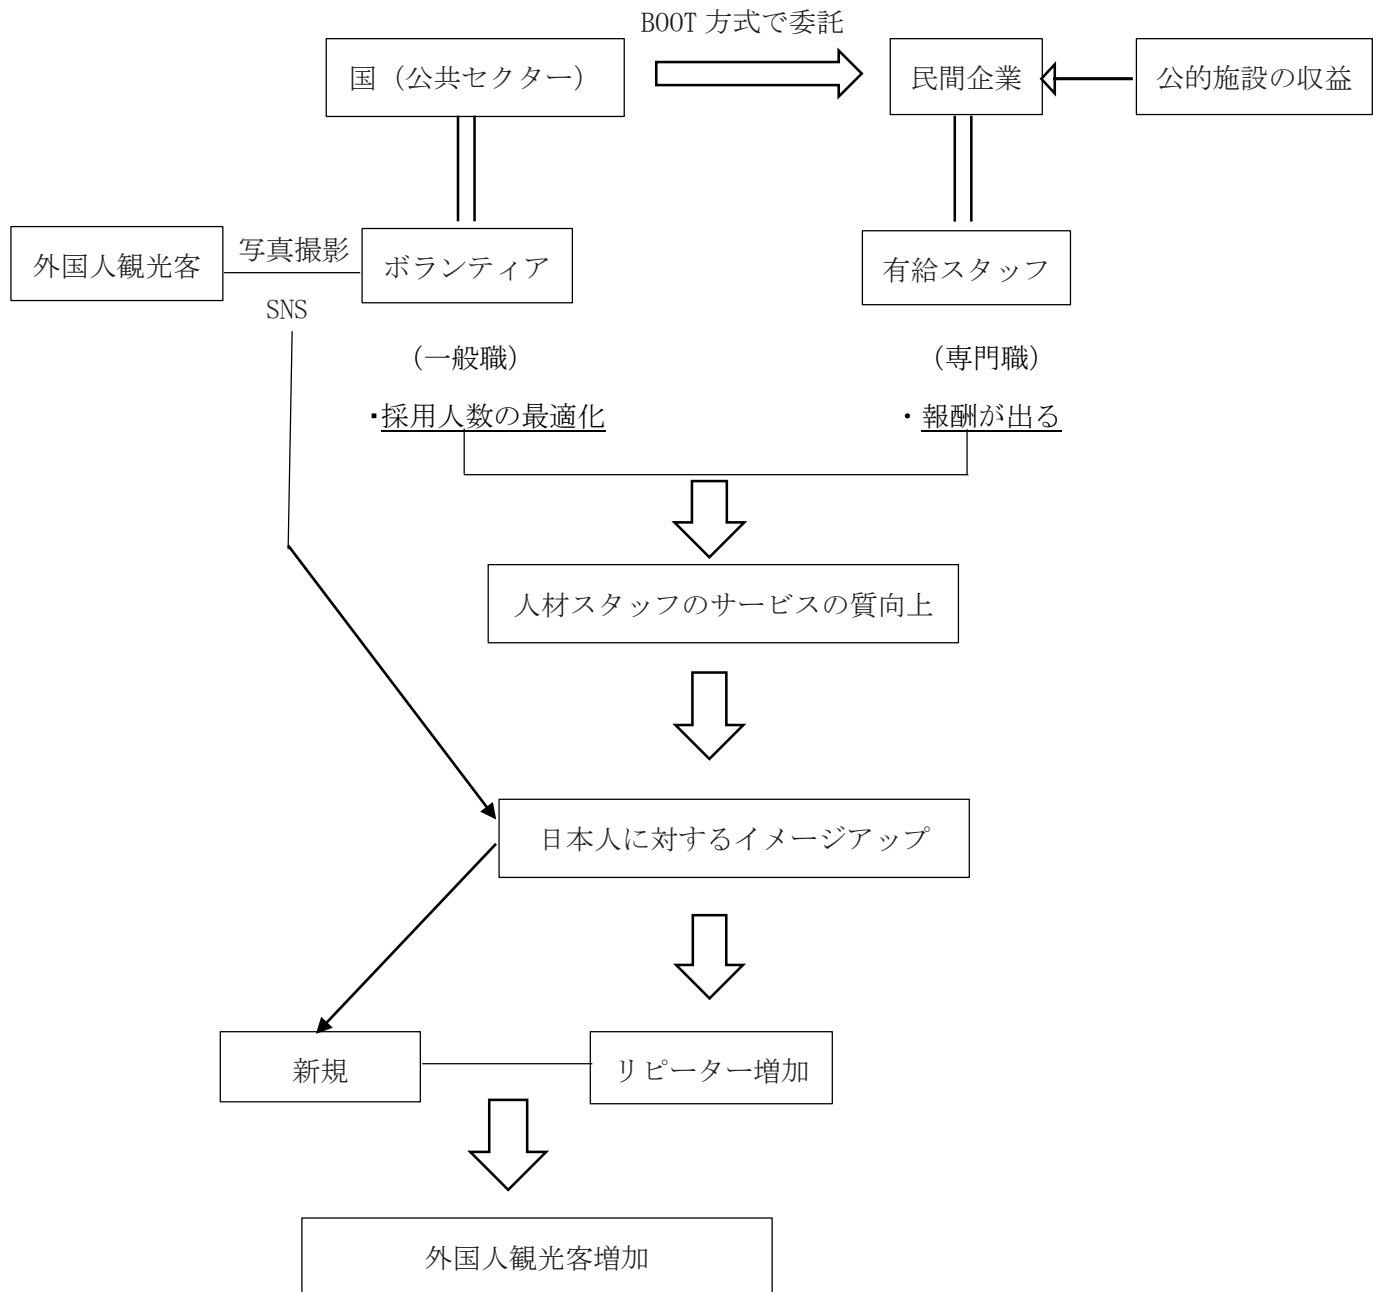 BOOT 方式で委託
国（公共セクター）
民間企業
公的施設の収益
外国人観光客
写真撮影
ボランティア
有給スタッフ
SNS
（一般職）
（専門職）
・採用人数の最適化
・報酬が出る
人材スタッフのサービスの質向上
日本人に対するイメージアップ
新規
リピーター増加
外国人観光客増加